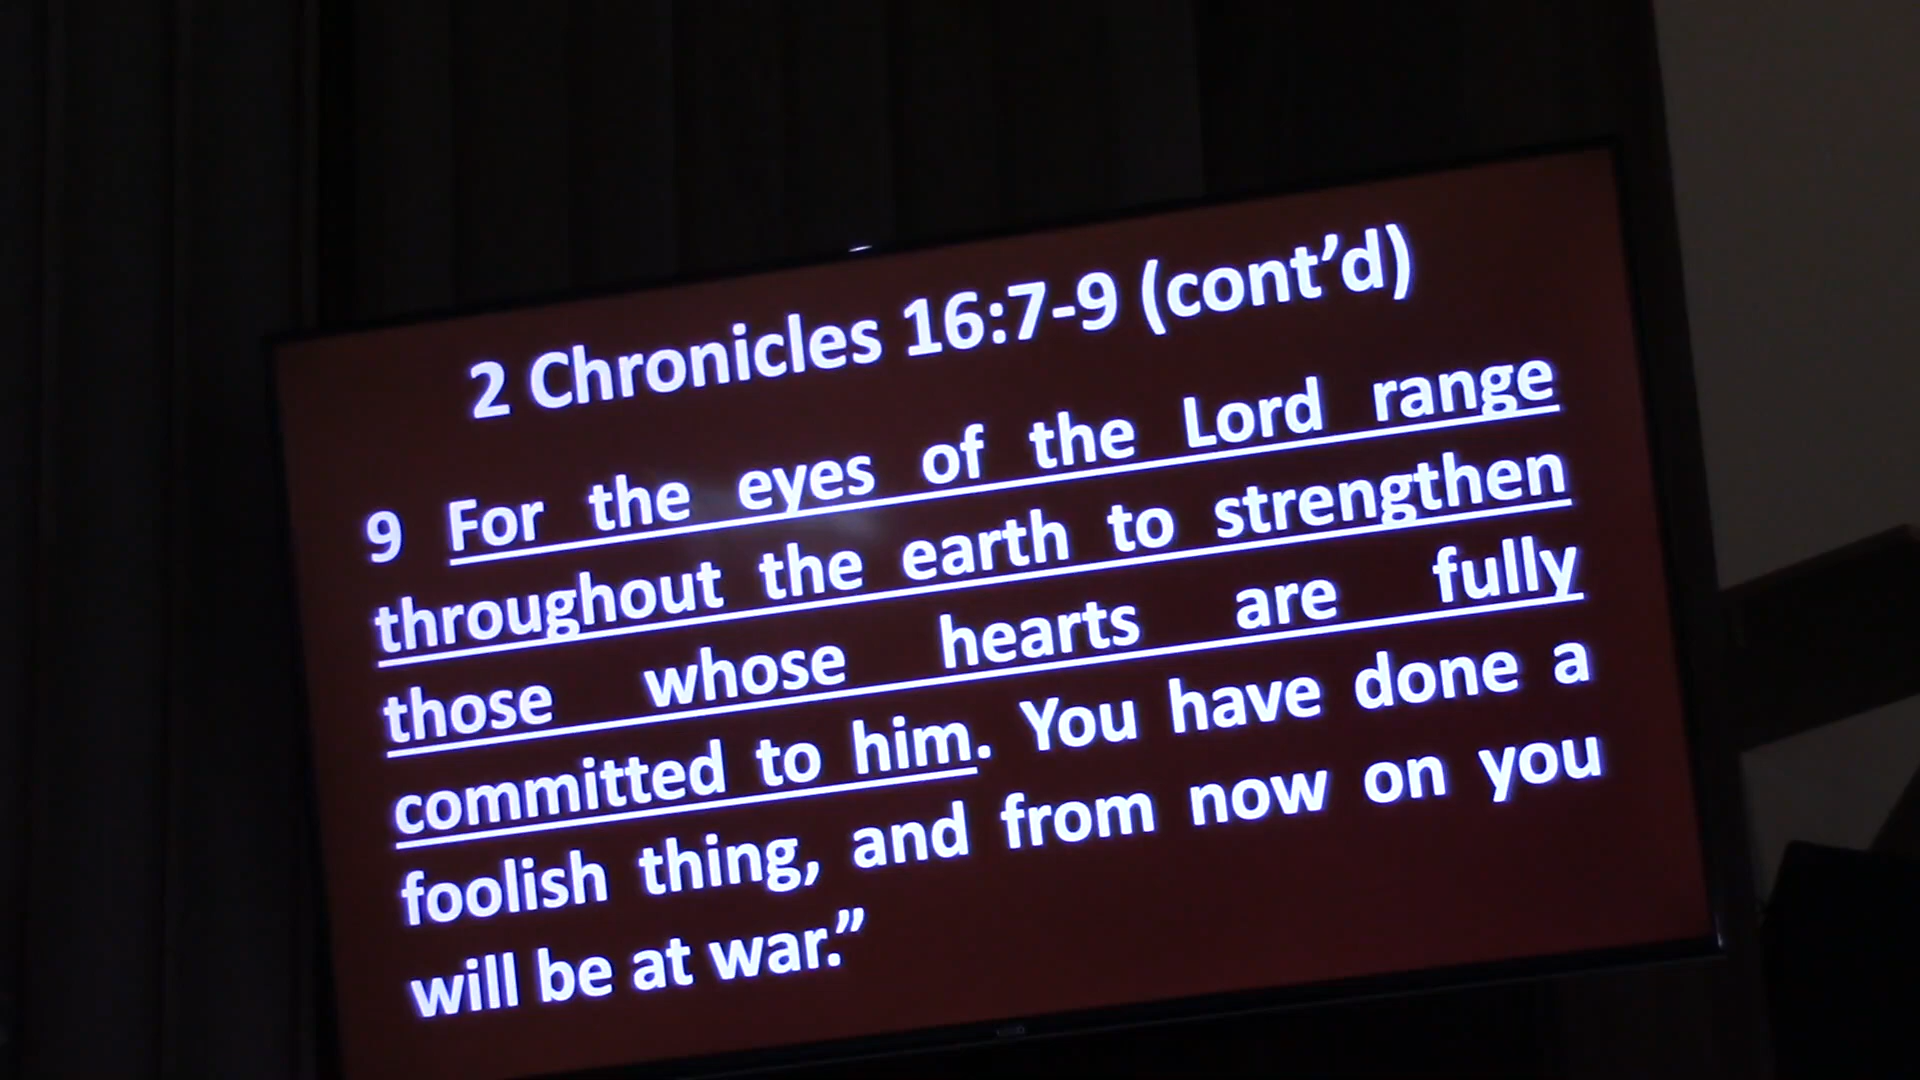 2 Chronicles 16:7-9 (cont’d)
9 For the eyes of the Lord range
throughout the earth to strengthen
those whose hearts are fully
committed to him. You have done a
foolish thing, and from now on you
will be at war.”